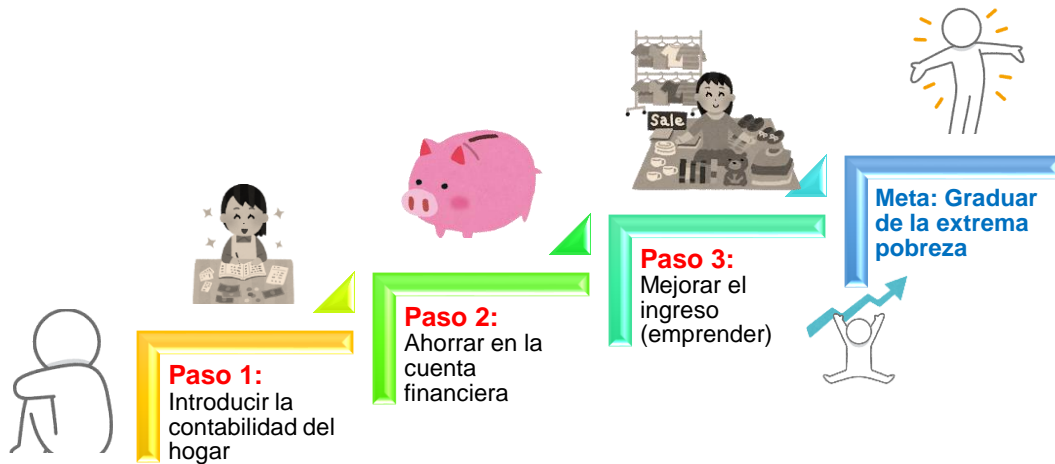 Paso 1:
Introducir la
contabilidad del
hogar
Paso 2:
Ahorrar en la
cuenta
financiera
Sale
Paso 3:
Mejorar el
ingreso
(emprender)
Meta: Graduar
de la extrema
pobreza